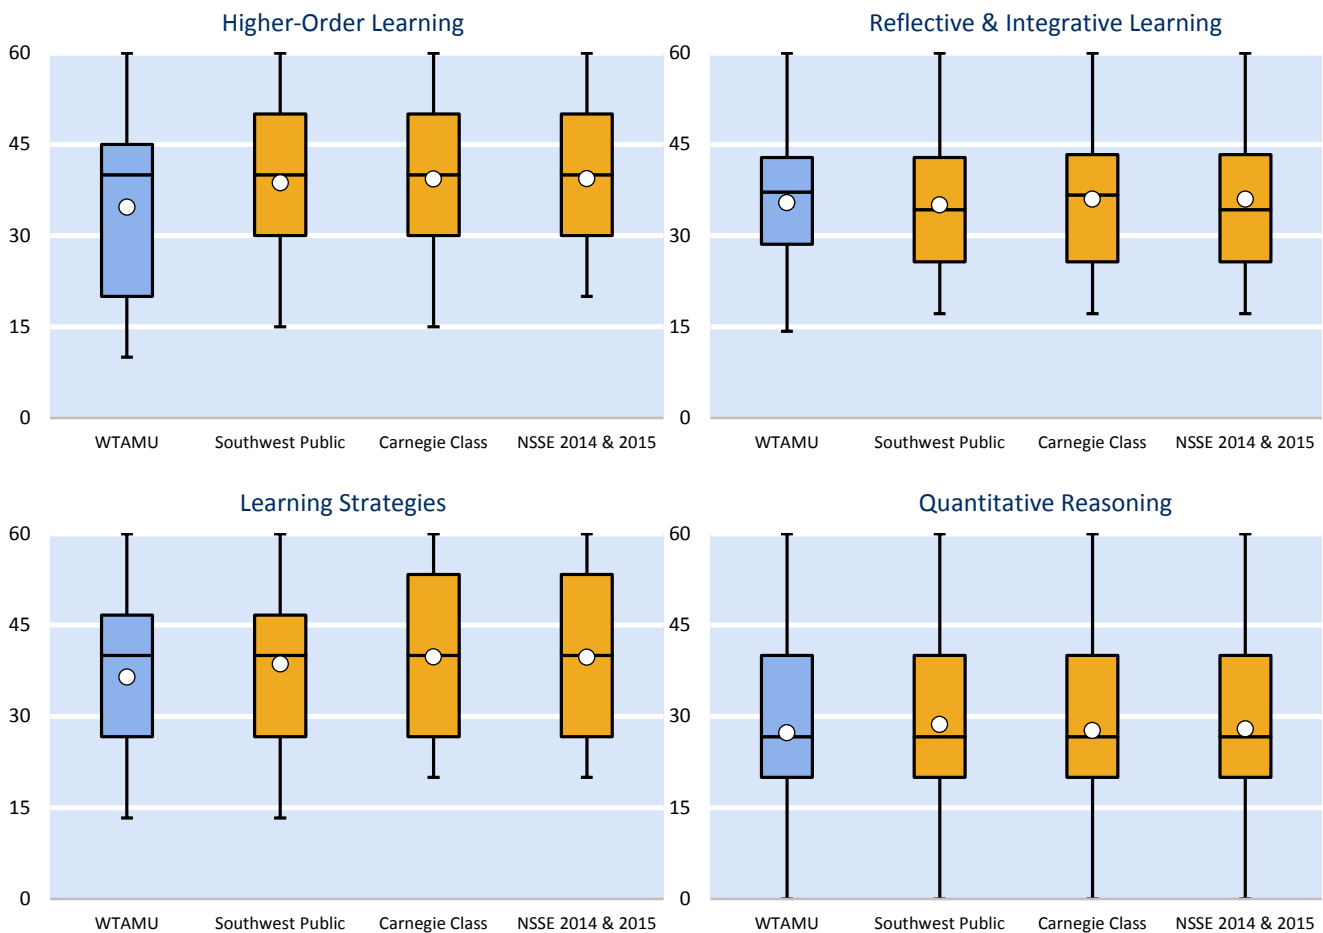 Higher-Order Learning
60
45
30
15
0
WTAMU Southwest Public Carnegie Class NSSE 2014 & 2015
Reflective & Integrative Learning
60
45
30
15
0
WTAMU Southwest Public Carnegie Class NSSE 2014 & 2015
Learning Strategies
60
45
30
15
0
WTAMU Southwest Public Carnegie Class NSSE 2014 & 2015
Quantitative Reasoning
60
45
30
15
0
WTAMU Southwest Public Carnegie Class NSSE 2014 & 2015